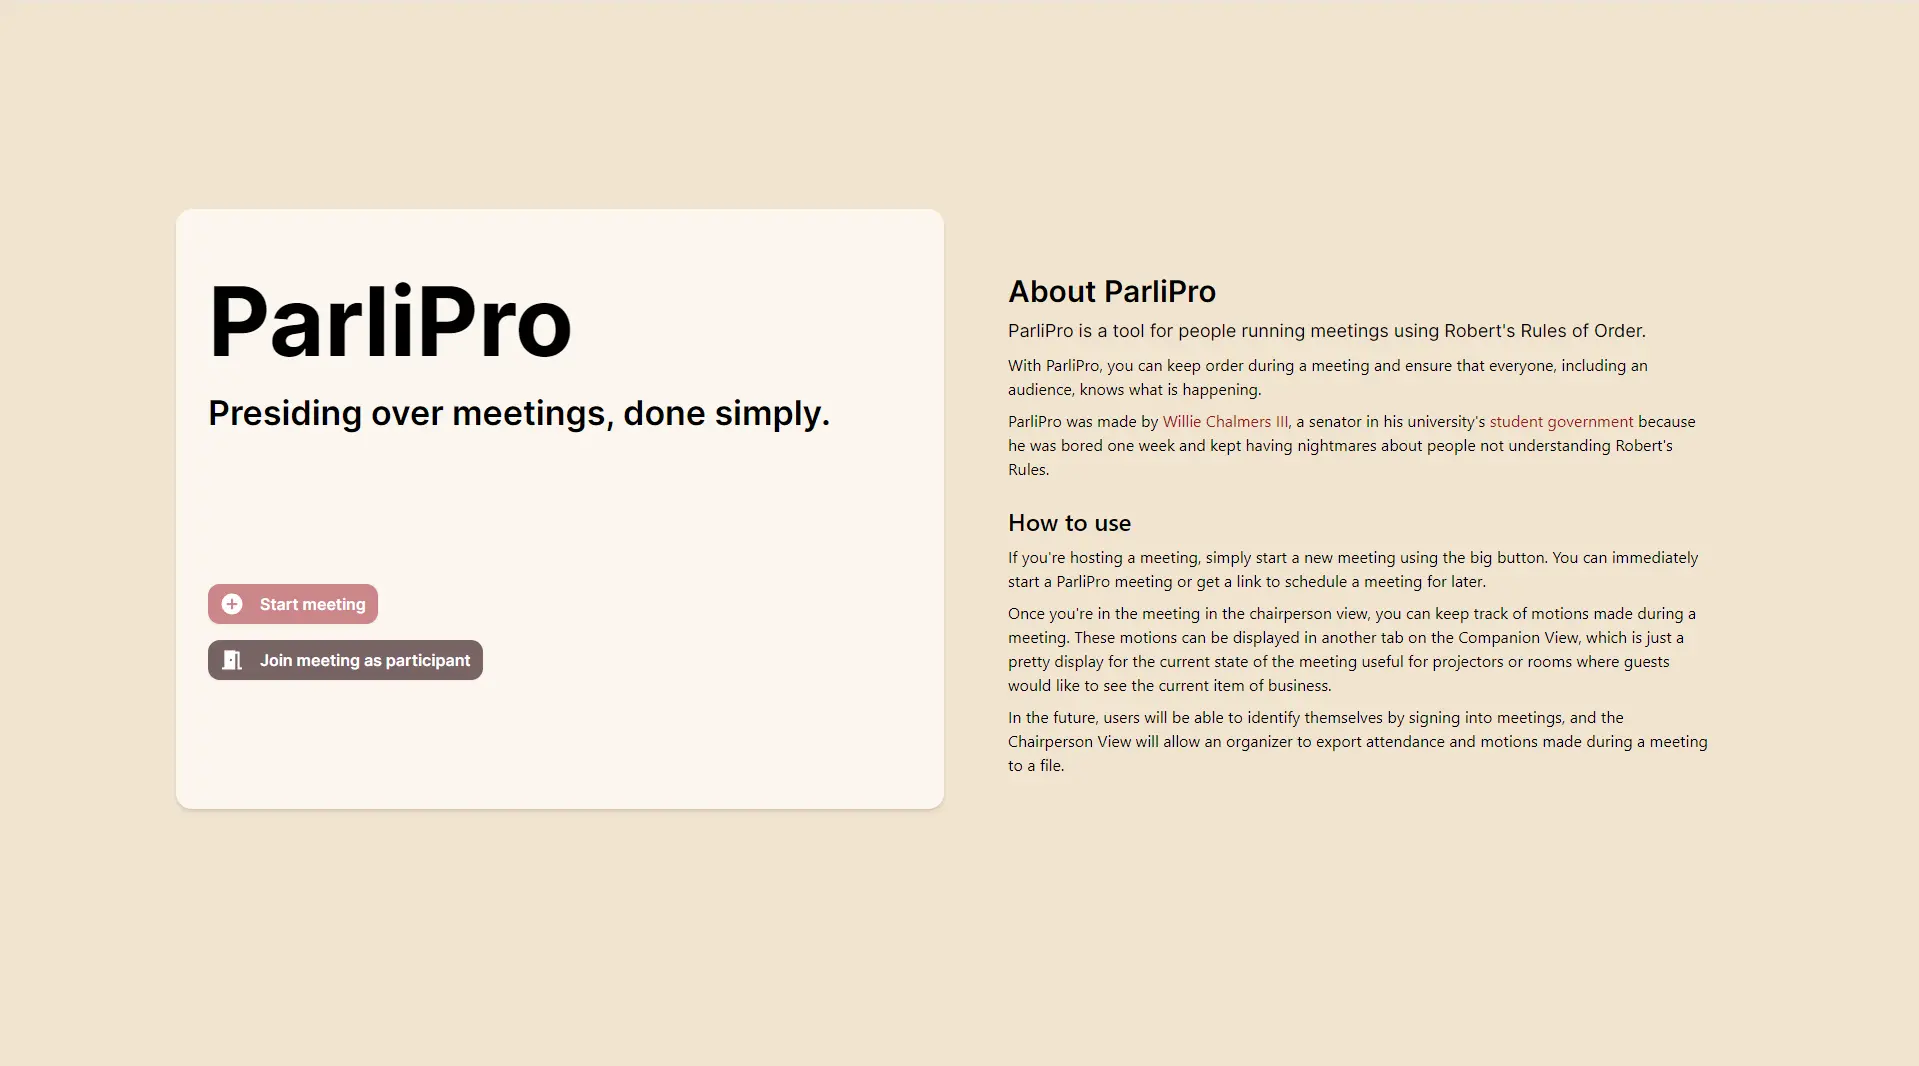 ParliPro
Presiding over meetings, done simply.
Start meeting
Join meeting as participant
About ParliPro
ParliPro is a tool for people running meetings using Robert's Rules of Order.
With ParliPro, you can keep order during a meeting and ensure that everyone, including an
audience, knows what is happening.
ParliPro was made by Willie Chalmers III, a senator in his university's student government because
he was bored one week and kept having nightmares about people not understanding Robert's
Rules.
How to use
If you're hosting a meeting, simply start a new meeting using the big button. You can immediately
start a ParliPro meeting or get a link to schedule a meeting for later.
Once you're in the meeting in the chairperson view, you can keep track of motions made during a
meeting. These motions can be displayed in another tab on the Companion View, which is just a
pretty display for the current state of the meeting useful for projectors or rooms where guests
would like to see the current item of business.
In the future, users will be able to identify themselves by signing into meetings, and the
Chairperson View will allow an organizer to export attendance and motions made during a meeting
to a file.